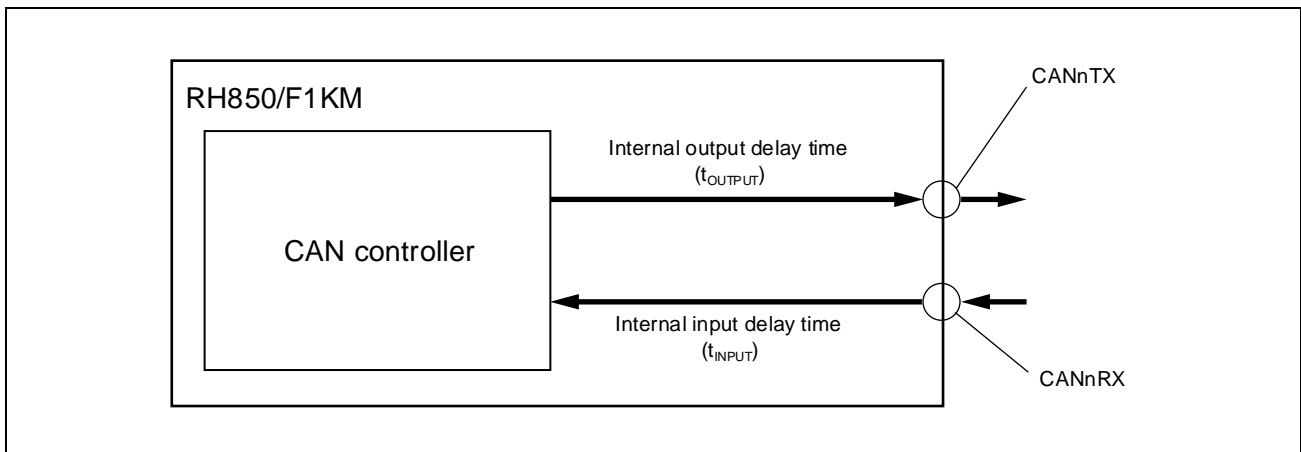 CANnTX
RH850/F1KM
Internal output delay time
(tOUTPUT)
CAN controller
Internal input delay time
(tINPUT)
CANnRX